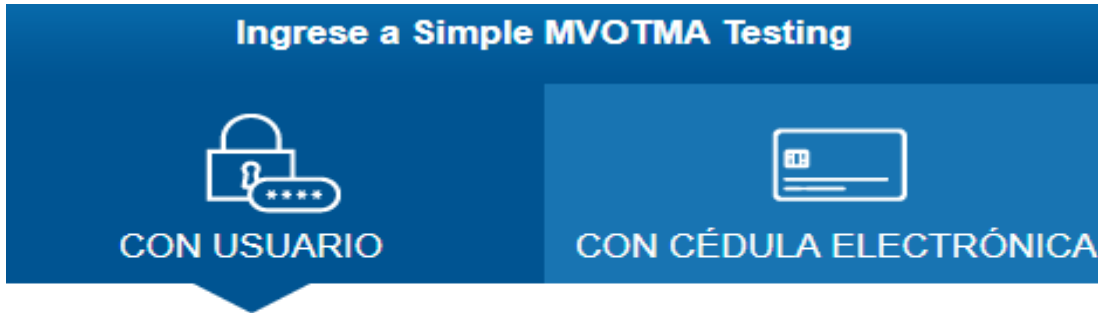 Ingrese a Simple MVOTMA Testing
****
CON USUARIO
CON CÉDULA ELECTRÓNICA